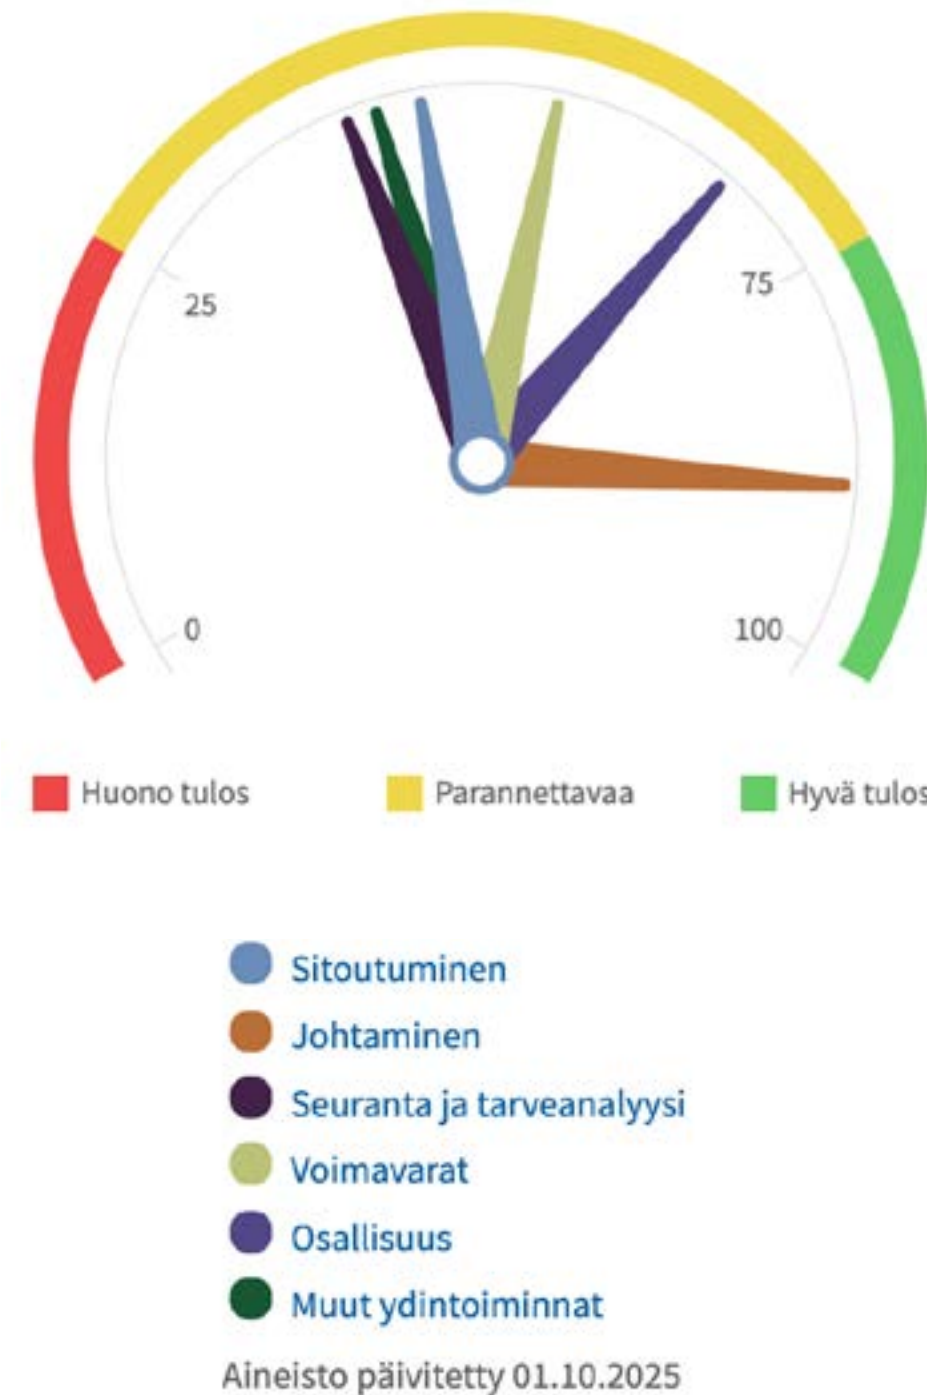 25
75
0
100
Huono tulos
Parannettavaa
Hyvä tulos
Sitoutuminen
Johtaminen
Seuranta ja tarveanalyysi
Voimavarat
Osallisuus
Muut ydintoiminnat
Aineisto päivitetty 01.10.2025